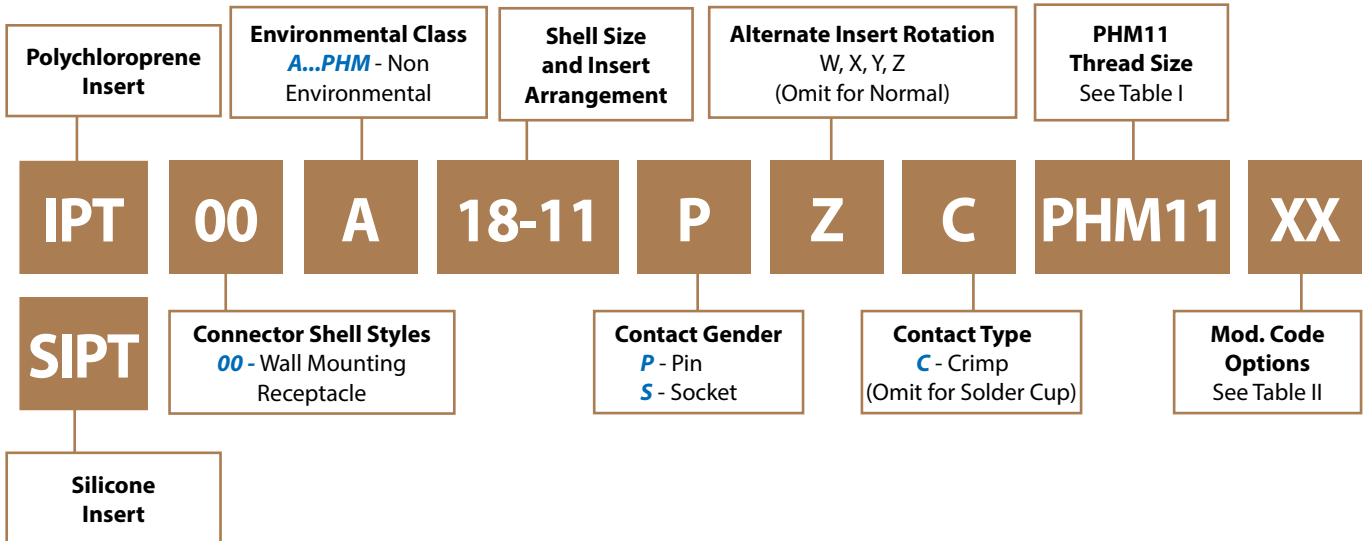 Polychloroprene
Insert
Environmental Class
A...PHM - Non
Environmental
Shell Size
and Insert
Arrangement
Alternate Insert Rotation
W, X, Y, Z
(Omit for Normal)
PHM11
Thread Size
See Table I
IPT 00 A 18-11 P Z C PHM11 XX
SIPT
Connector Shell Styles
00 - Wall Mounting
Receptacle
Contact Gender
P - Pin
S - Socket
Contact Type
C - Crimp
(Omit for Solder Cup)
Mod. Code
Options
See Table II
Silicone
Insert